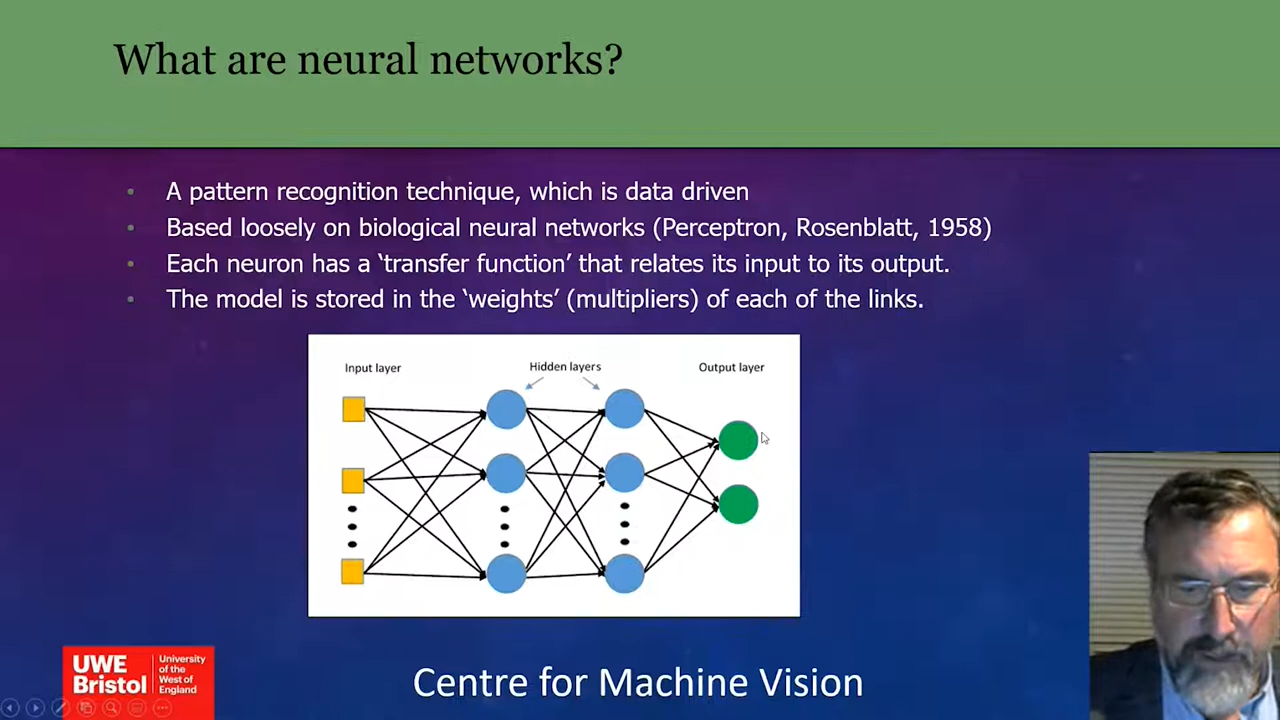 What are neural networks?
• A pattern recognition technique, which is data driven
• Based loosely on biological neural networks (Perceptron, Rosenblatt, 1958)
• Each neuron has a ‘transfer function’ that relates its input to its output.
• The model is stored in the ‘weights’ (multipliers) of each of the links.
Input layer
Hidden layers
Output layer
UWE
Bristol
University
of the
West of
England
Centre for Machine Vision